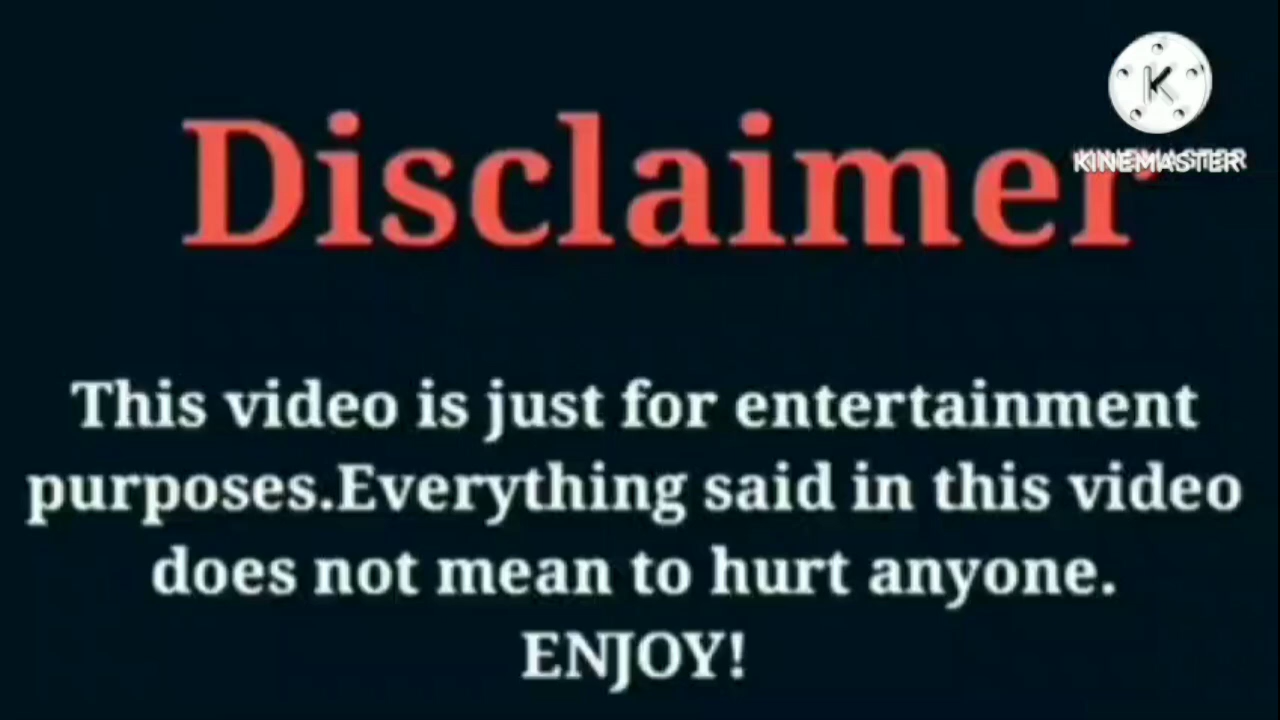 K
KINEMASTER
Disclaimer
This video is just for entertainment
purposes.Everything said in this video
does not mean to hurt anyone.
ENJOY!